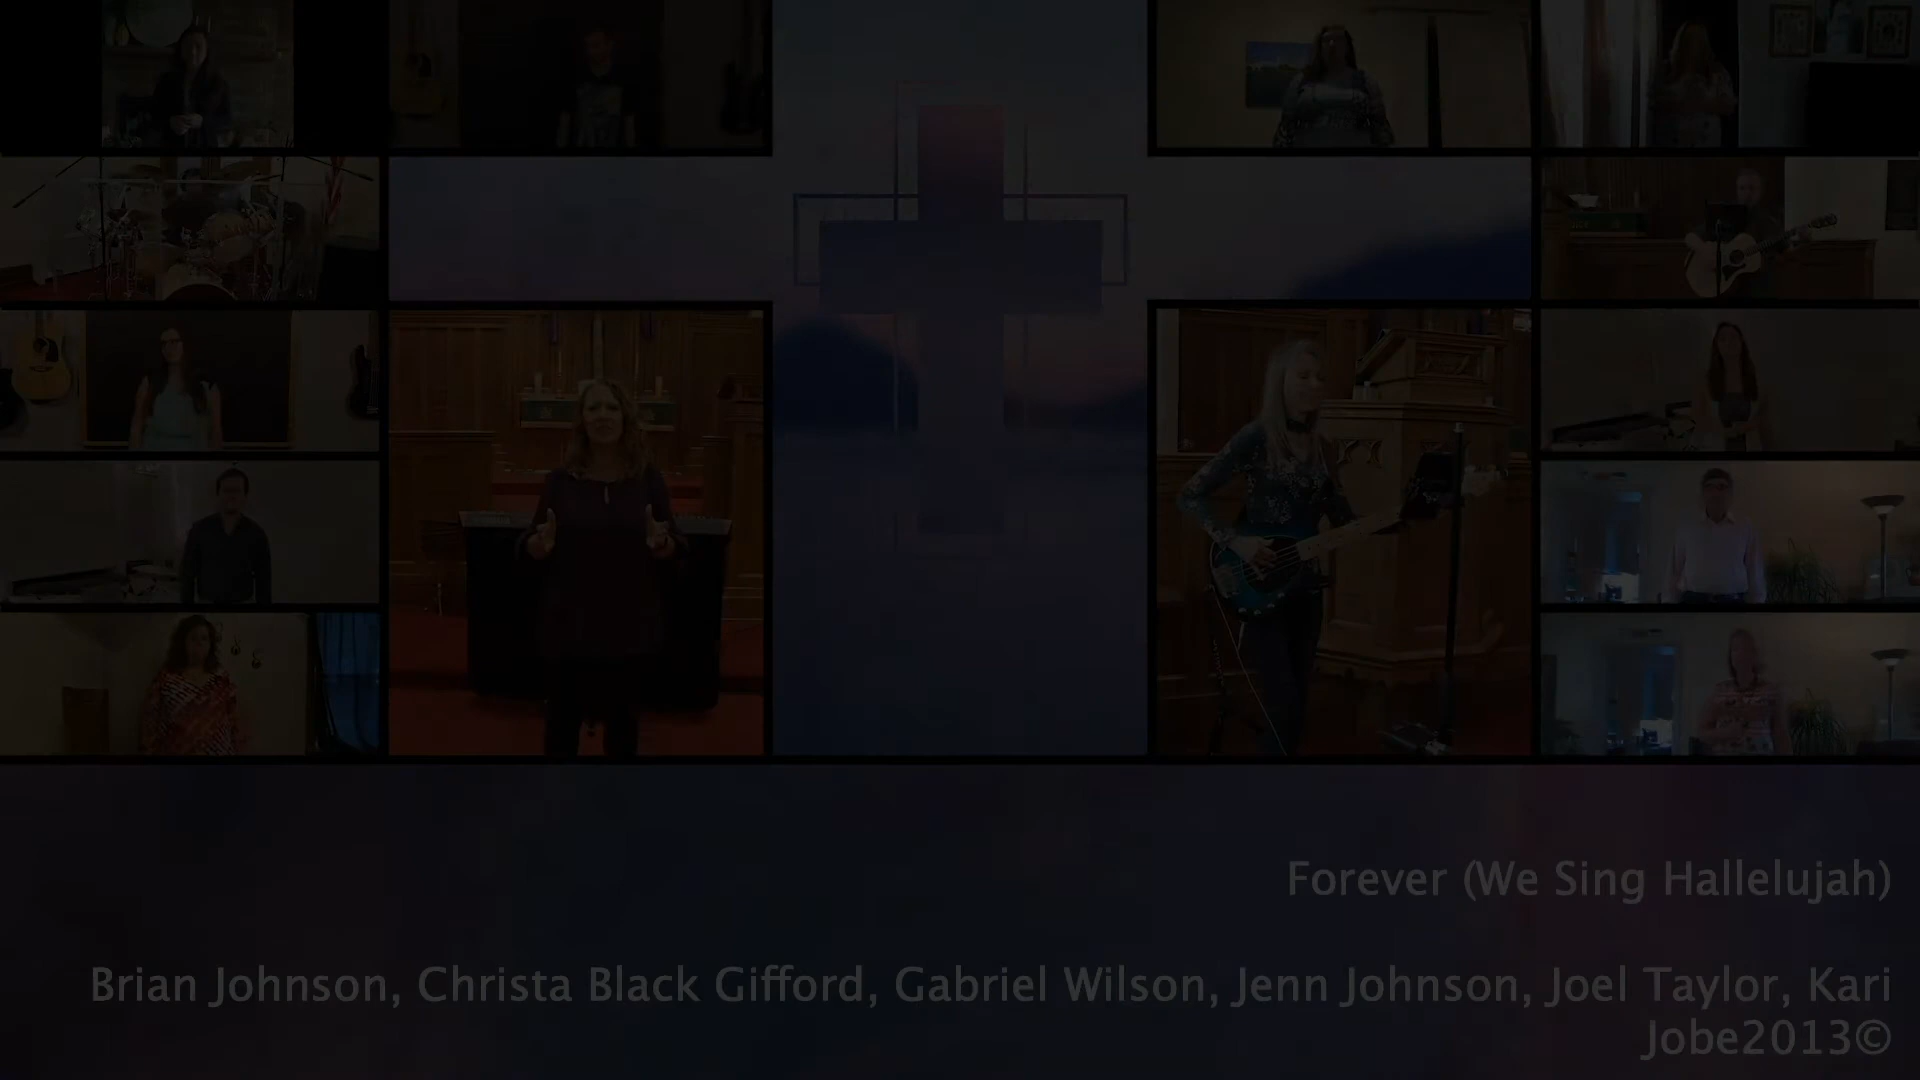 Forever (We Sing Hallelujah)
Brian Johnson, Christa Black Gifford, Gabriel Wilson, Jenn Johnson, Joel Taylor, Kari
Jobe2013©